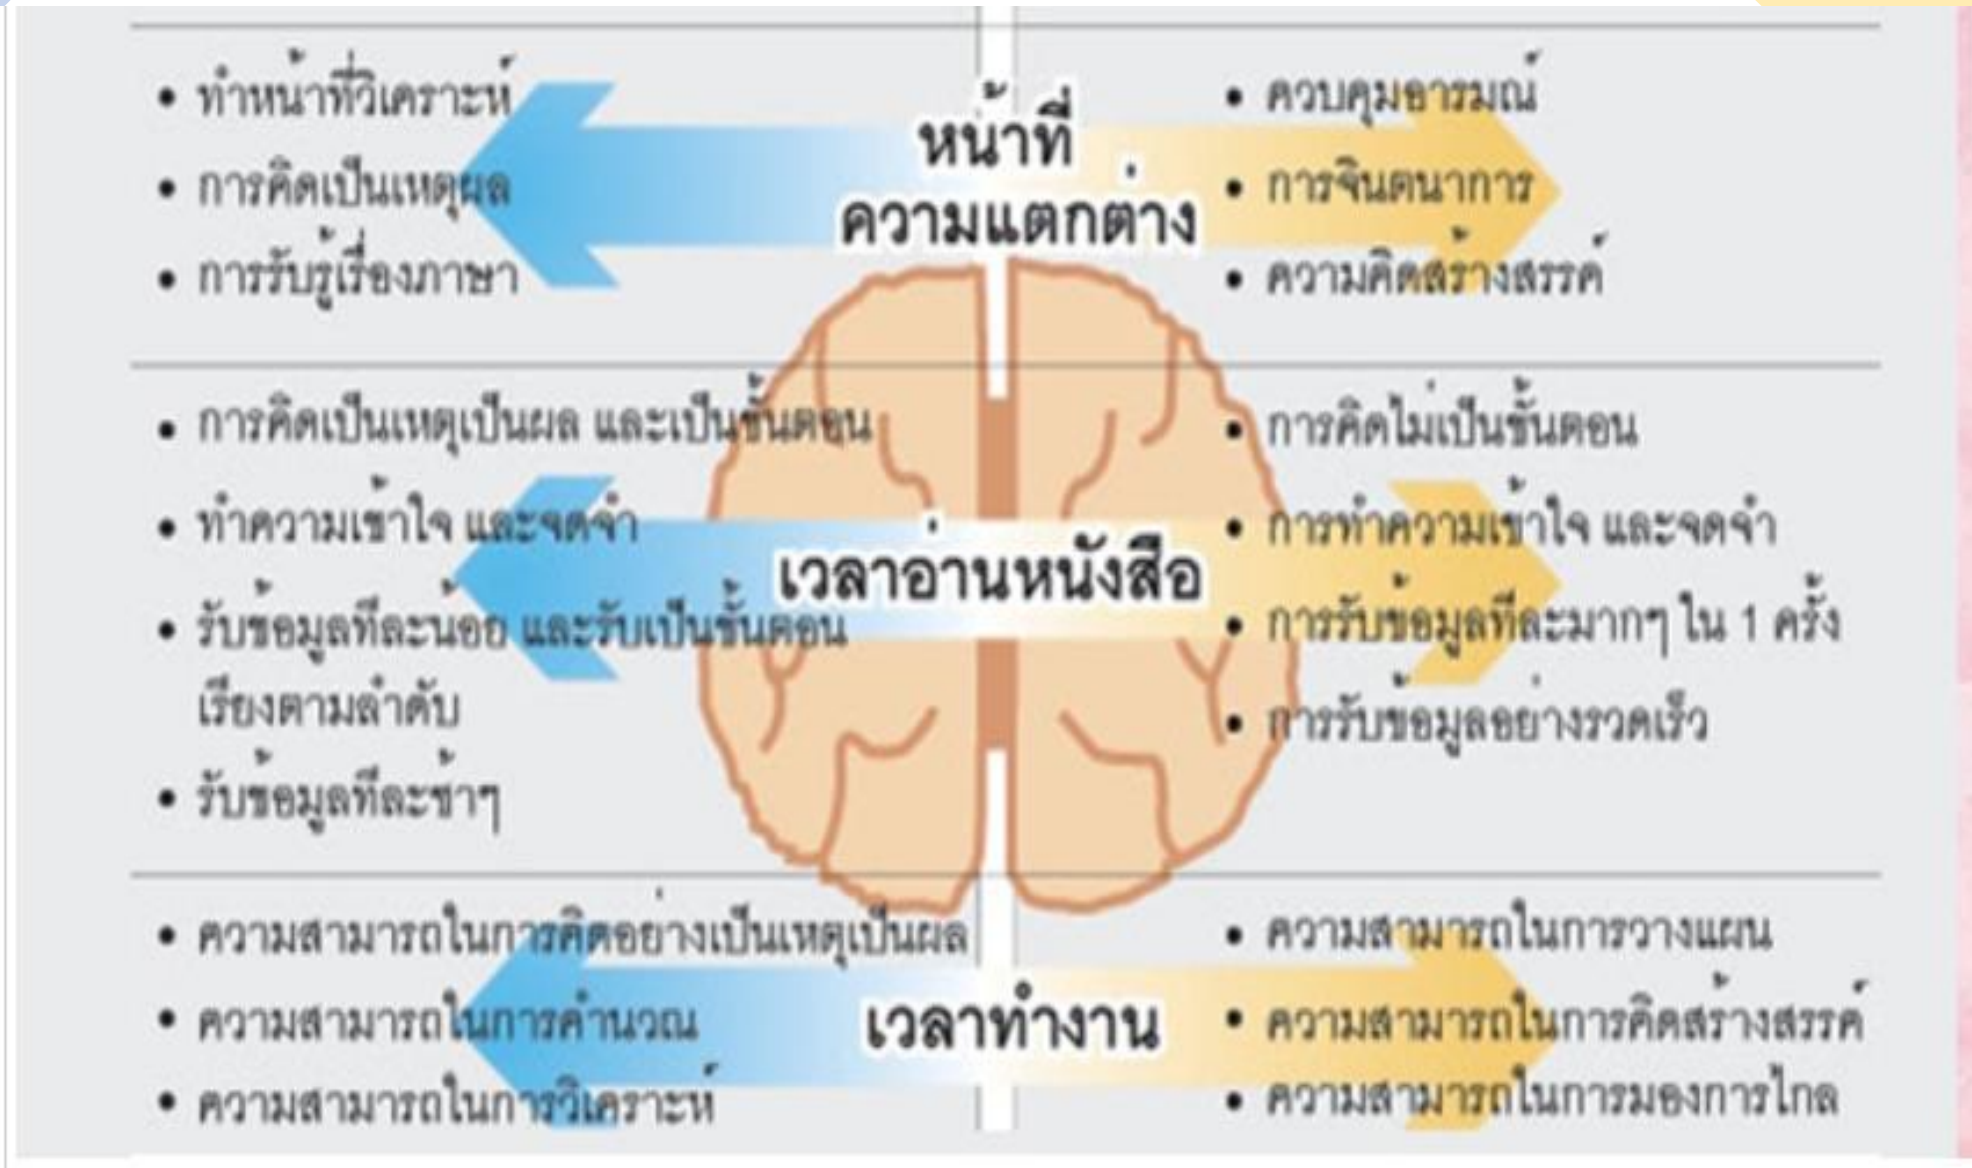 หน้าที่
ความแตกต่าง
• ทำหน้าที่วิเคราะห์
• การคิดเป็นเหตุผล
• การรับรู้เรื่องภาษา
• ควบคุมอารมณ์
• การจินตนาการ
• ความคิดสร้างสรรค์
เวลาอ่านหนังสือ
• การคิดเป็นเหตุเป็นผล และเป็นขั้นตอน
• ทำความเข้าใจ และจดจำ
• รับข้อมูลทีละน้อย และรับเป็นขั้นตอน
เรียงตามลำดับ
• รับข้อมูลทีละช้าๆ
• การคิดไม่เป็นขั้นตอน
• การทำความเข้าใจ และจดจำ
• การรับข้อมูลทีละมากๆ ใน 1 ครั้ง
• การรับข้อมูลอย่างรวดเร็ว
เวลาทำงาน
• ความสามารถในการคิดอย่างเป็นเหตุเป็นผล
• ความสามารถในการคำนวณ
• ความสามารถในการวิเคราะห์
• ความสามารถในการวางแผน
• ความสามารถในการคิดสร้างสรรค์
• ความสามารถในการมองการไกล